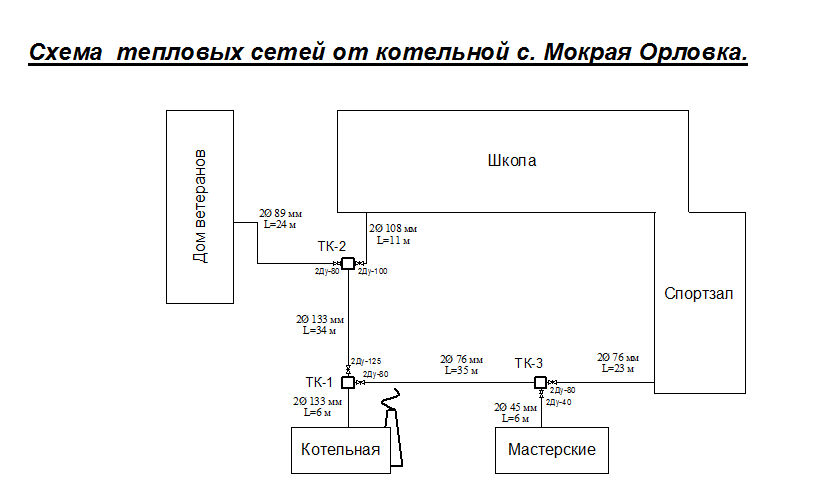 Схема тепловых сетей от котельной с. Мокрая Орловка.
Школа
Дом ветеранов
2Ø 89 мм
L=24 м
2Ø 108 мм
L=11 м
ТК-2
2Ду-80
2Ду-100
Спортзал
2Ø 133 мм
L=34 м
2Ду-125
2Ду-80
ТК-1
2Ø 76 мм
L=35 м
ТК-3
2Ø 76 мм
L=23 м
2Ду-80
2Ду-40
2Ø 133 мм
L=6 м
2Ø 45 мм
L=6 м
Котельная
Мастерские